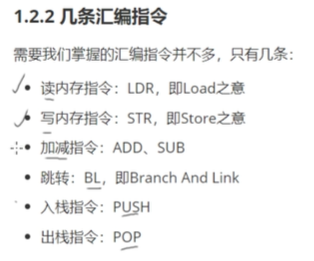 1.2.2 几条汇编指令
需要我们掌握的汇编指令并不多，只有几条：
• 读内存指令：LDR，即Load之意
• 写内存指令：STR，即Store之意
• 加减指令：ADD、SUB
• 跳转：BL，即Branch And Link
• 入栈指令：PUSH
• 出栈指令：POP